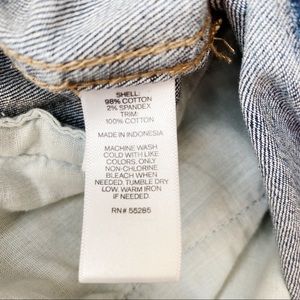 SHELL:
98% COTTON
2% SPANDEX
TRIM:
100% COTTON
MADE IN INDONESIA
MACHINE WASH
COLD WITH LIKE
COLORS, ONLY
NON-CHLORINE
BLEACH WHEN
NEEDED, TUMBLE DRY
LOW, WARM IRON
IF NEEDED.
RN# 55285